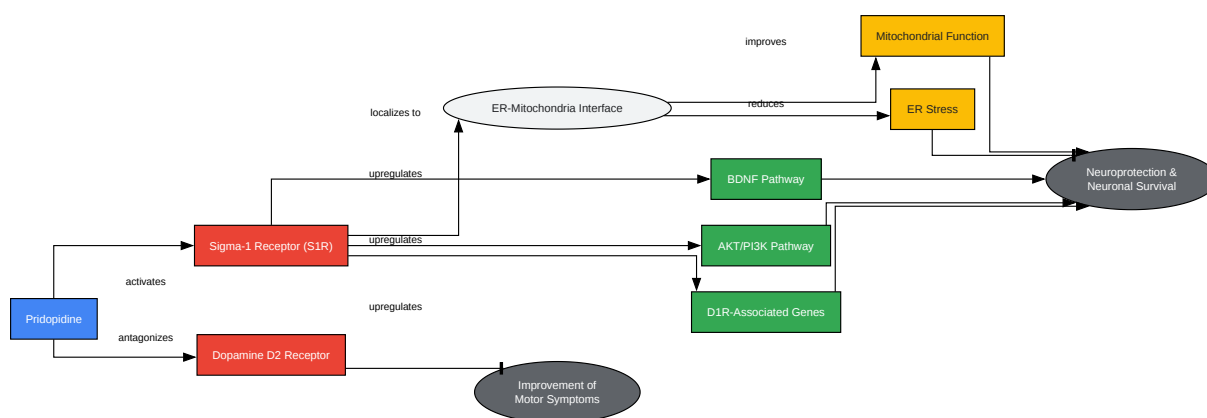 improves
Mitochondrial Function
localizes to
ER-Mitochondria Interface
reduces
ER Stress
upregulates
BDNF Pathway
Neuroprotection &
Neuronal Survival
Sigma-1 Receptor (S1R)
upregulates
AKT/PI3K Pathway
activates
Pridopidine
upregulates
D1R-Associated Genes
antagonizes
Dopamine D2 Receptor
Improvement of
Motor Symptoms